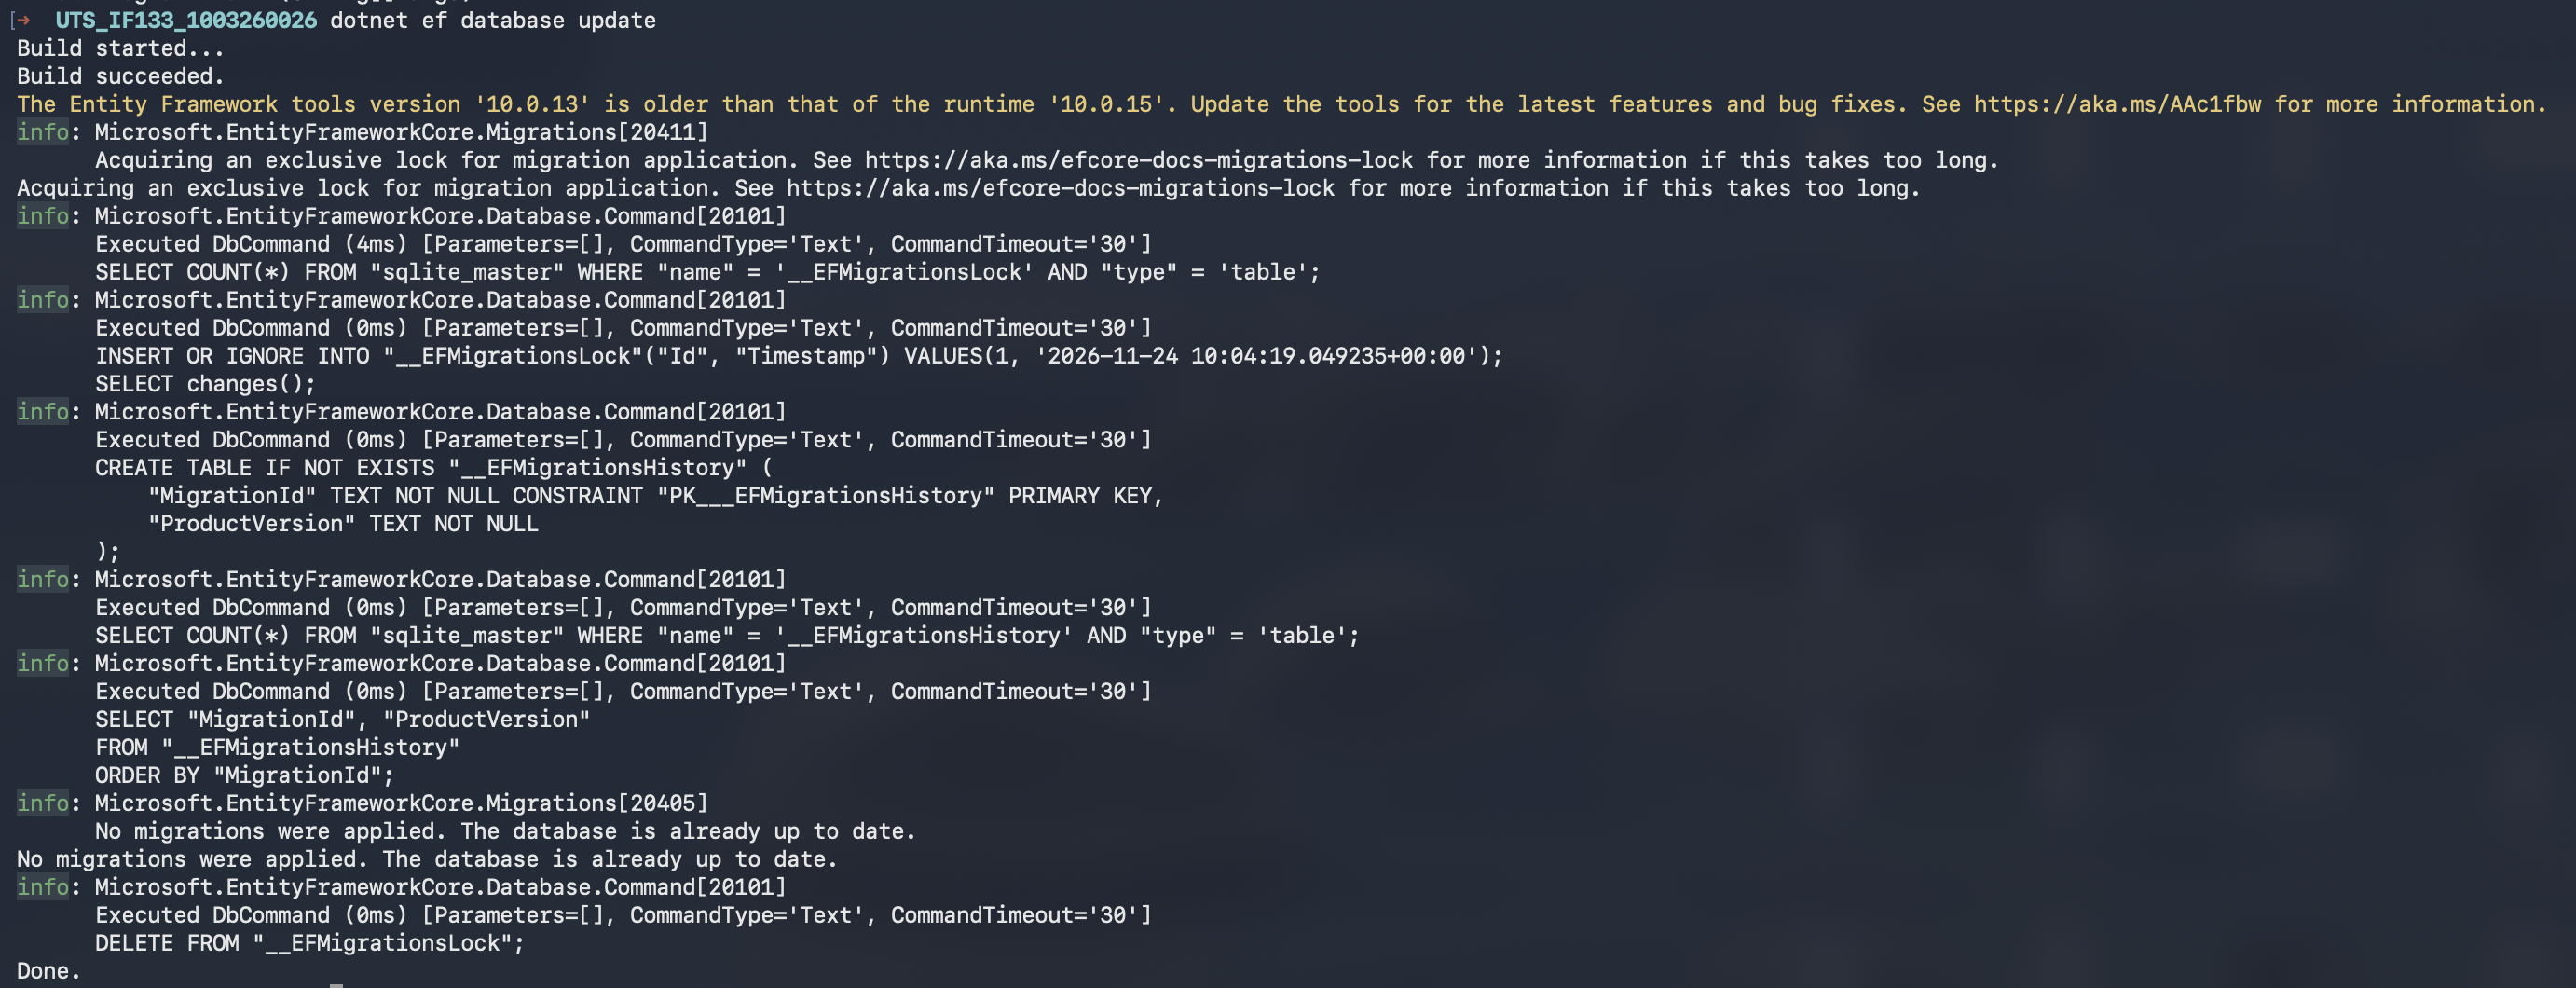 [➜  UTS_IF133_1003260026 dotnet ef database update
Build started...
Build succeeded.
The Entity Framework tools version '10.0.13' is older than that of the runtime '10.0.15'. Update the tools for the latest features and bug fixes. See https://aka.ms/AAc1fbw for more information.
info: Microsoft.EntityFrameworkCore.Migrations[20411]
      Acquiring an exclusive lock for migration application. See https://aka.ms/efcore-docs-migrations-lock for more information if this takes too long.
Acquiring an exclusive lock for migration application. See https://aka.ms/efcore-docs-migrations-lock for more information if this takes too long.
info: Microsoft.EntityFrameworkCore.Database.Command[20101]
      Executed DbCommand (4ms) [Parameters=[], CommandType='Text', CommandTimeout='30']
      SELECT COUNT(*) FROM "sqlite_master" WHERE "name" = '__EFMigrationsLock' AND "type" = 'table';
info: Microsoft.EntityFrameworkCore.Database.Command[20101]
      Executed DbCommand (0ms) [Parameters=[], CommandType='Text', CommandTimeout='30']
      INSERT OR IGNORE INTO "__EFMigrationsLock"("Id", "Timestamp") VALUES(1, '2026-11-24 10:04:19.049235+00:00');
      SELECT changes();
info: Microsoft.EntityFrameworkCore.Database.Command[20101]
      Executed DbCommand (0ms) [Parameters=[], CommandType='Text', CommandTimeout='30']
      CREATE TABLE IF NOT EXISTS "__EFMigrationsHistory" (
          "MigrationId" TEXT NOT NULL CONSTRAINT "PK___EFMigrationsHistory" PRIMARY KEY,
          "ProductVersion" TEXT NOT NULL
      );
info: Microsoft.EntityFrameworkCore.Database.Command[20101]
      Executed DbCommand (0ms) [Parameters=[], CommandType='Text', CommandTimeout='30']
      SELECT COUNT(*) FROM "sqlite_master" WHERE "name" = '__EFMigrationsHistory' AND "type" = 'table';
info: Microsoft.EntityFrameworkCore.Database.Command[20101]
      Executed DbCommand (0ms) [Parameters=[], CommandType='Text', CommandTimeout='30']
      SELECT "MigrationId", "ProductVersion"
      FROM "__EFMigrationsHistory"
      ORDER BY "MigrationId";
info: Microsoft.EntityFrameworkCore.Migrations[20405]
      No migrations were applied. The database is already up to date.
No migrations were applied. The database is already up to date.
info: Microsoft.EntityFrameworkCore.Database.Command[20101]
      Executed DbCommand (0ms) [Parameters=[], CommandType='Text', CommandTimeout='30']
      DELETE FROM "__EFMigrationsLock";
Done.